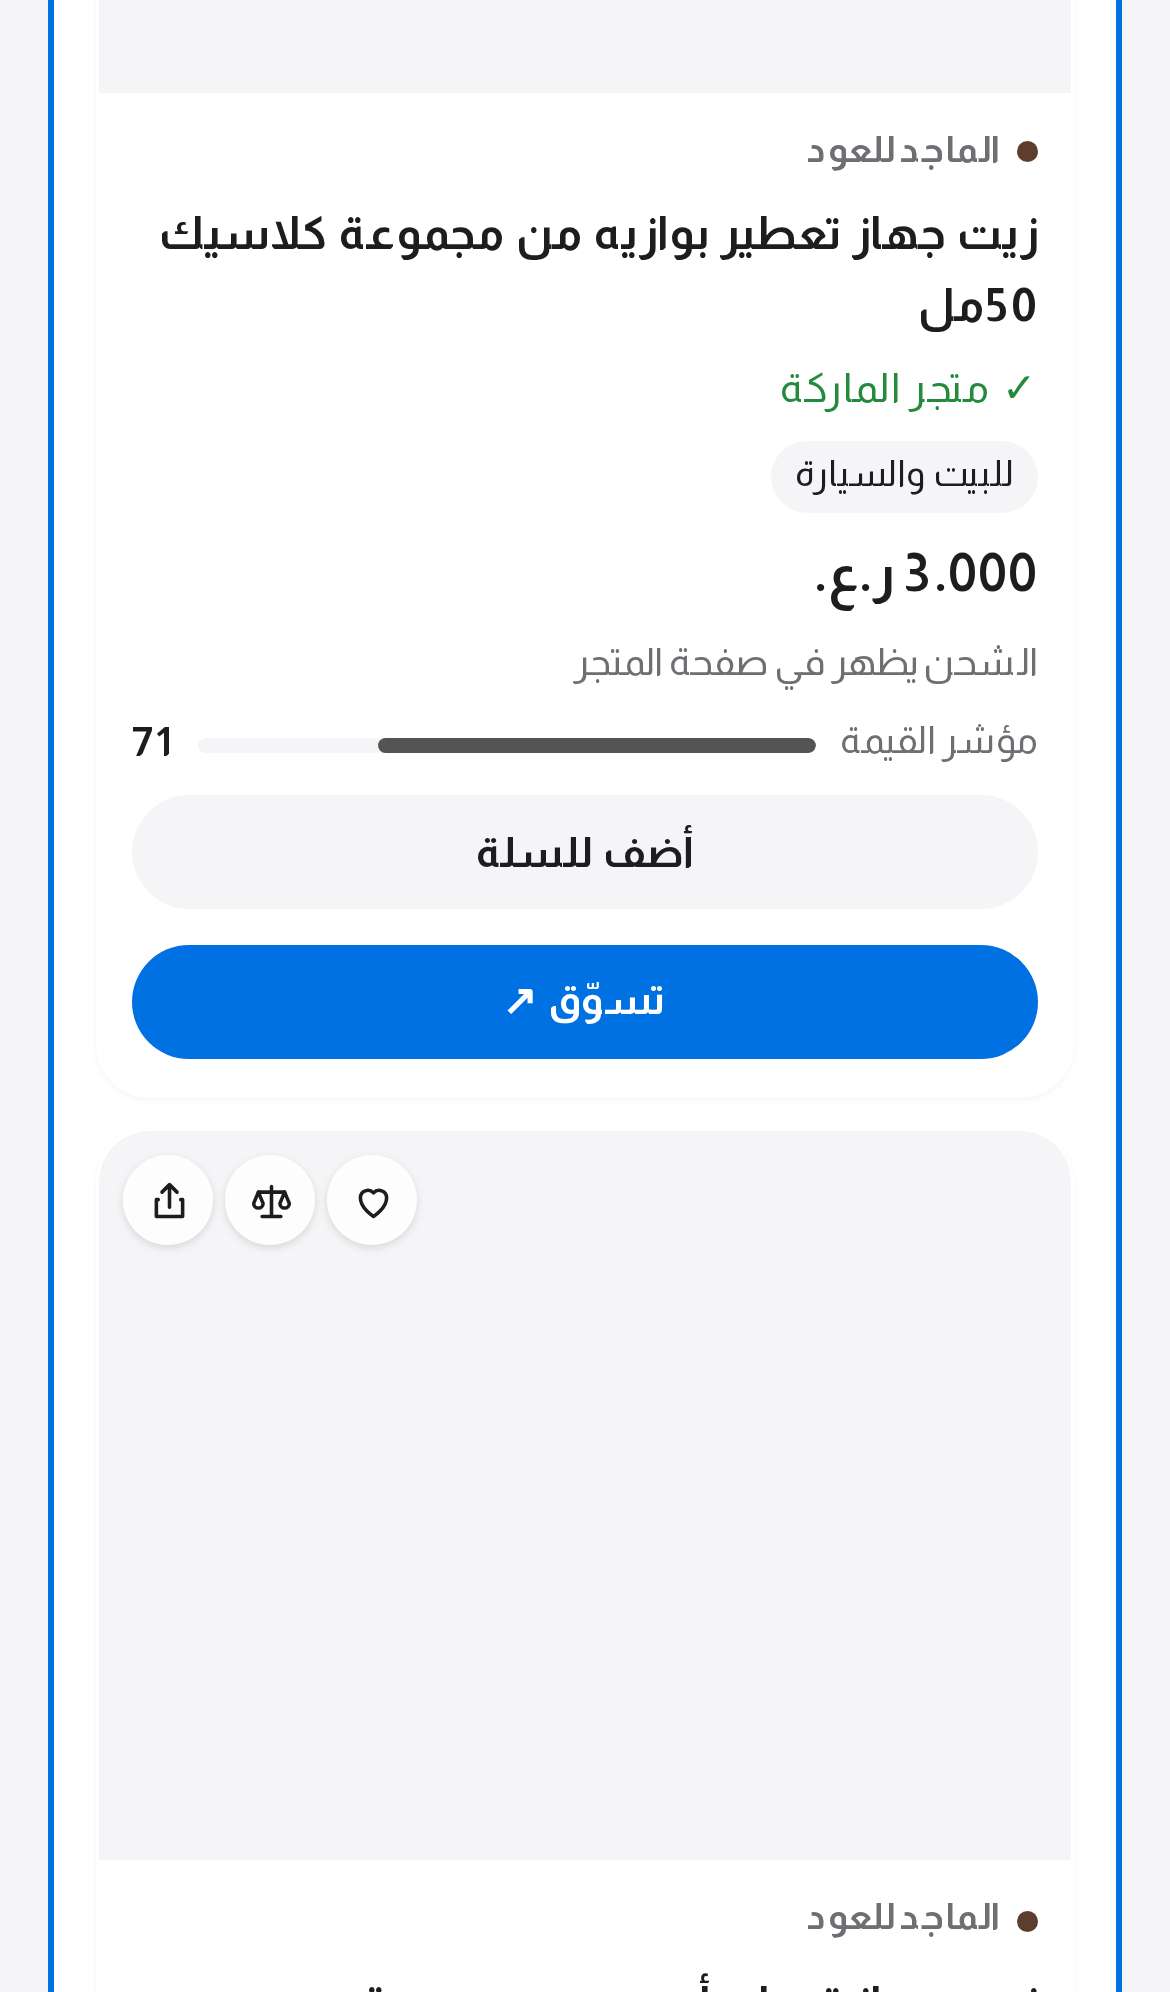 الماجد للعود
زيت جهاز تعطير بوازيه من مجموعة كلاسيك
50مل
✓ متجر الماركة
للبيت والسيارة
3.000 ر.ع.
الشحن يظهر في صفحة المتجر
مؤشر القيمة 71
أضف للسلة
تسوّق ↗
الماجد للعود